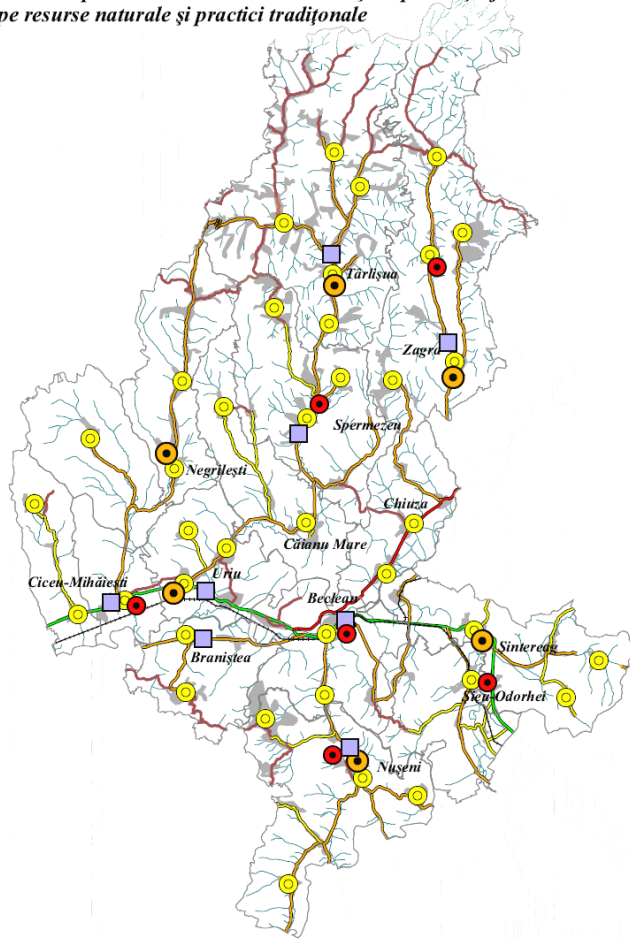 pe resurse naturale şi practici tradiţonale
Târlişua
Zagra
Spermezeu
Negrileşti
Chiuza
Căianu Mare
Ciceu-Mihăieşti
Uriu
Beclean
Braniştea
Şintereag
Şieu-Odorhei
Nuşeni